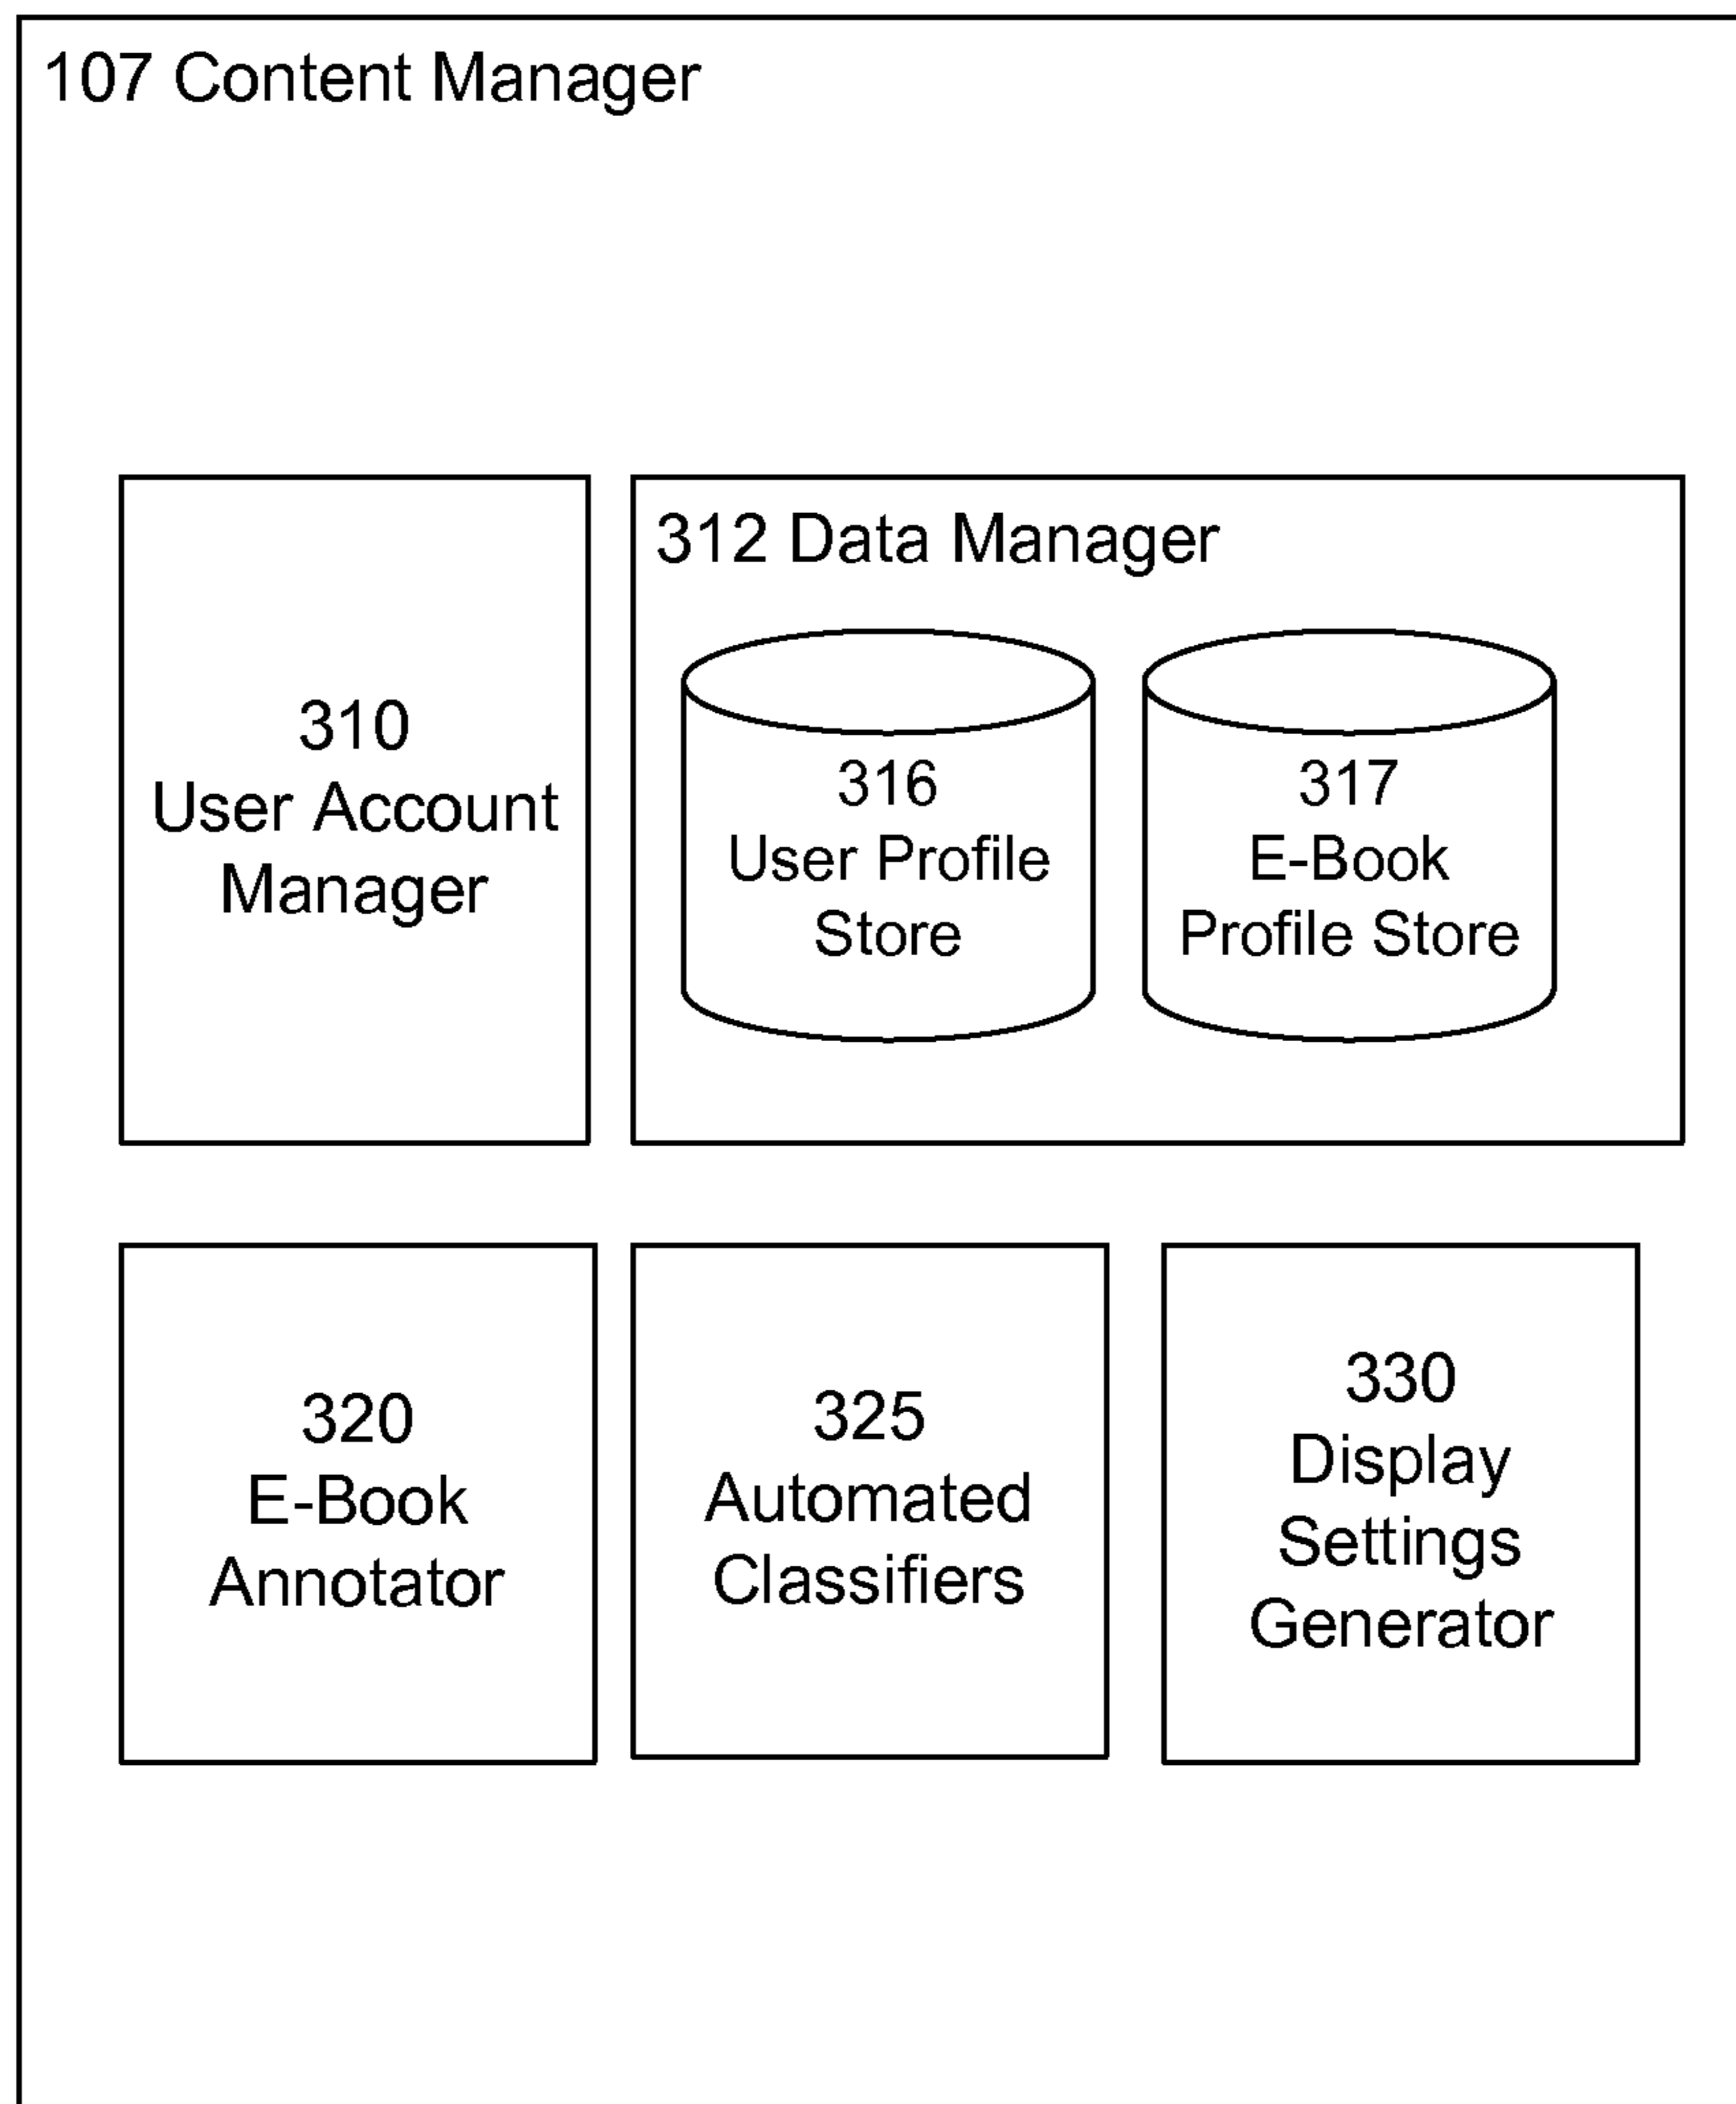 107 Content Manager
310
User Account
Manager
312 Data Manager
316
User Profile
Store
317
E-Book
Profile Store
320
E-Book
Annotator
325
Automated
Classifiers
330
Display
Settings
Generator